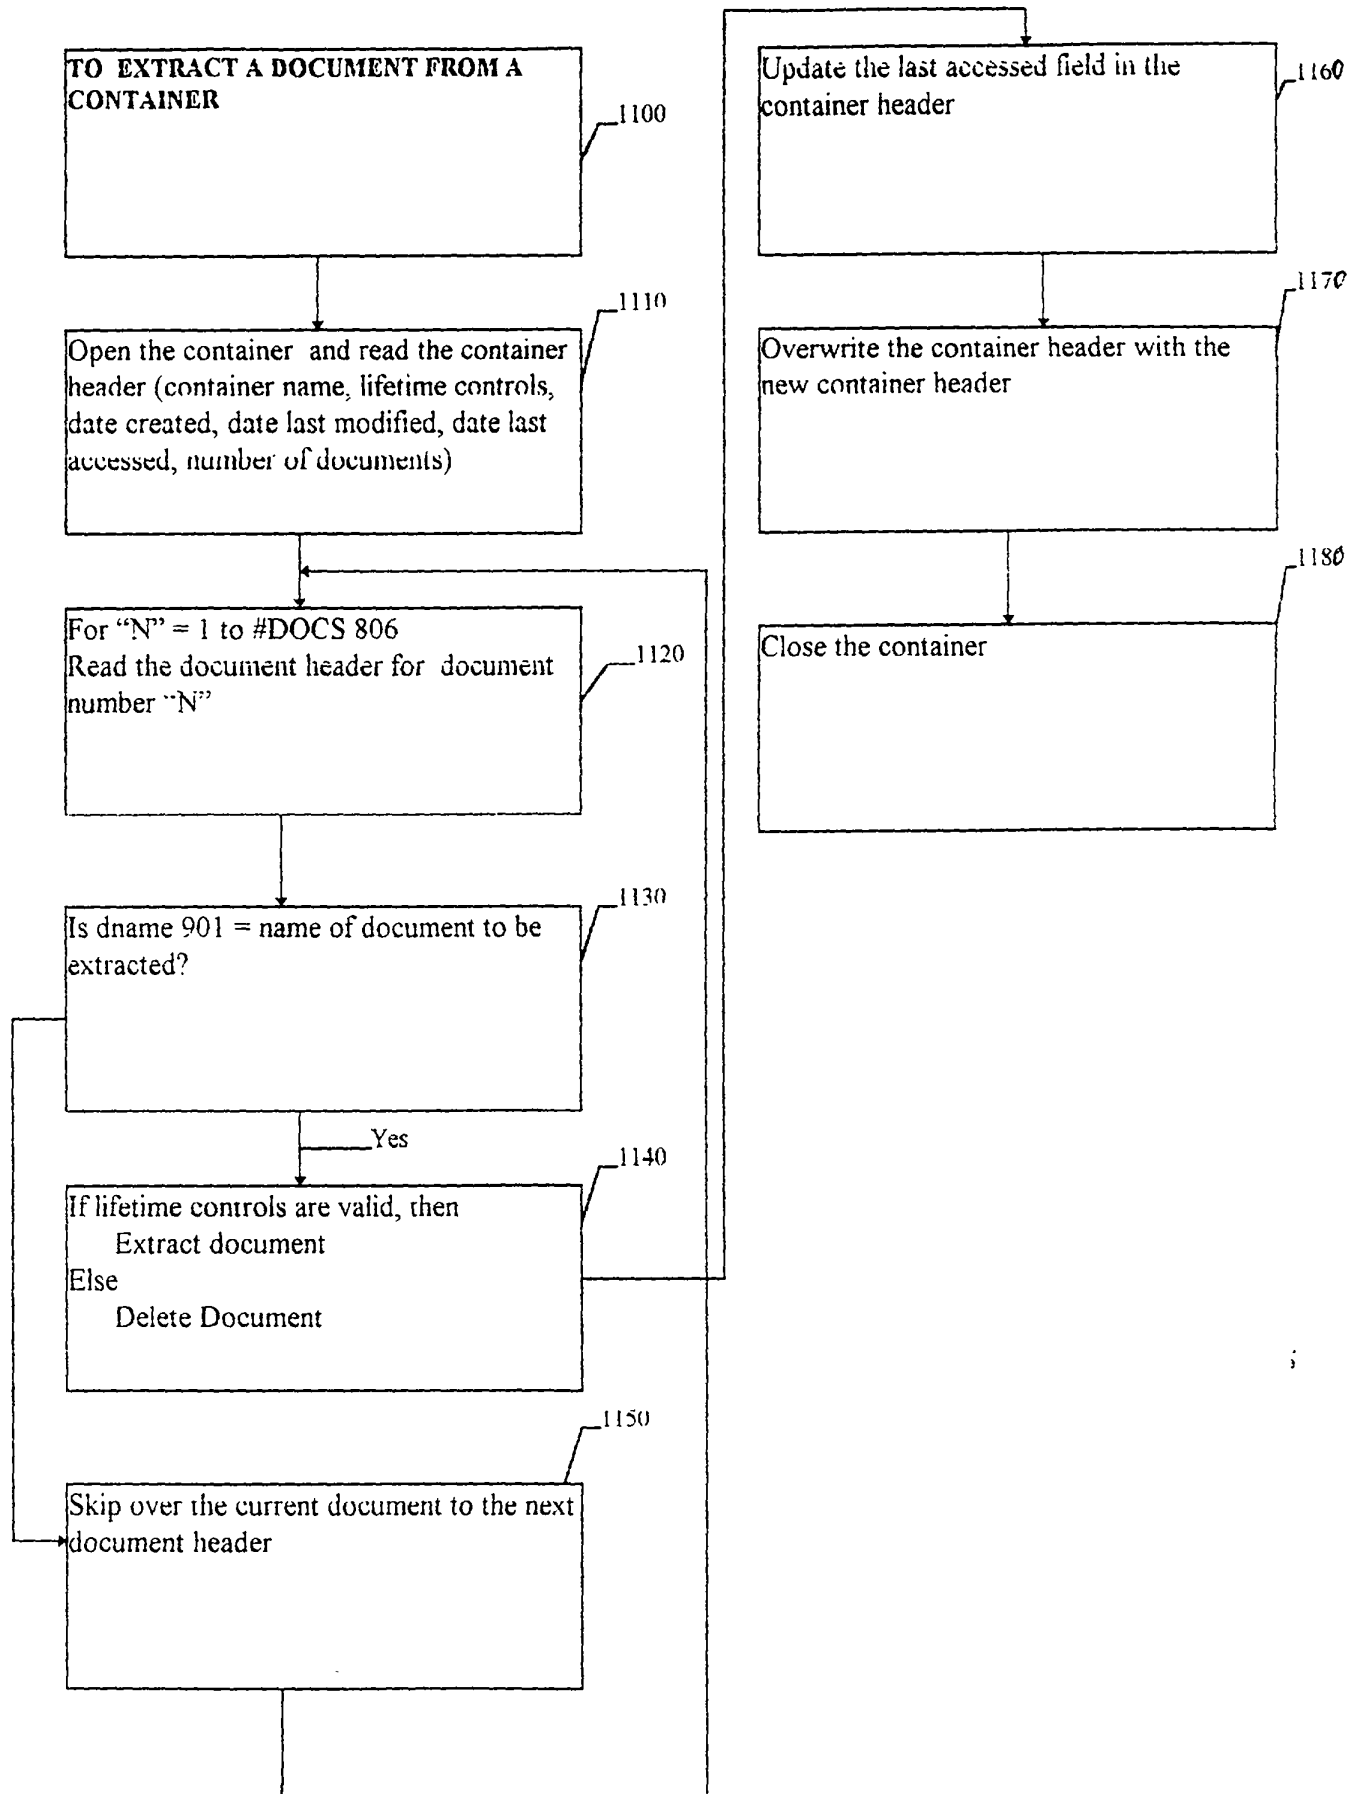 TO EXTRACT A DOCUMENT FROM A
CONTAINER
1100
Open the container and read the container
header (container name, lifetime controls,
date created, date last modified, date last
accessed, number of documents)
1110
For “N” = 1 to #DOCS 806
Read the document header for document
number “N”
1120
Is dname 901 = name of document to be
extracted?
1130
Yes
If lifetime controls are valid, then
Extract document
Else
Delete Document
1140
Skip over the current document to the next
document header
1150
Update the last accessed field in the
container header
1160
Overwrite the container header with the
new container header
1170
Close the container
1180